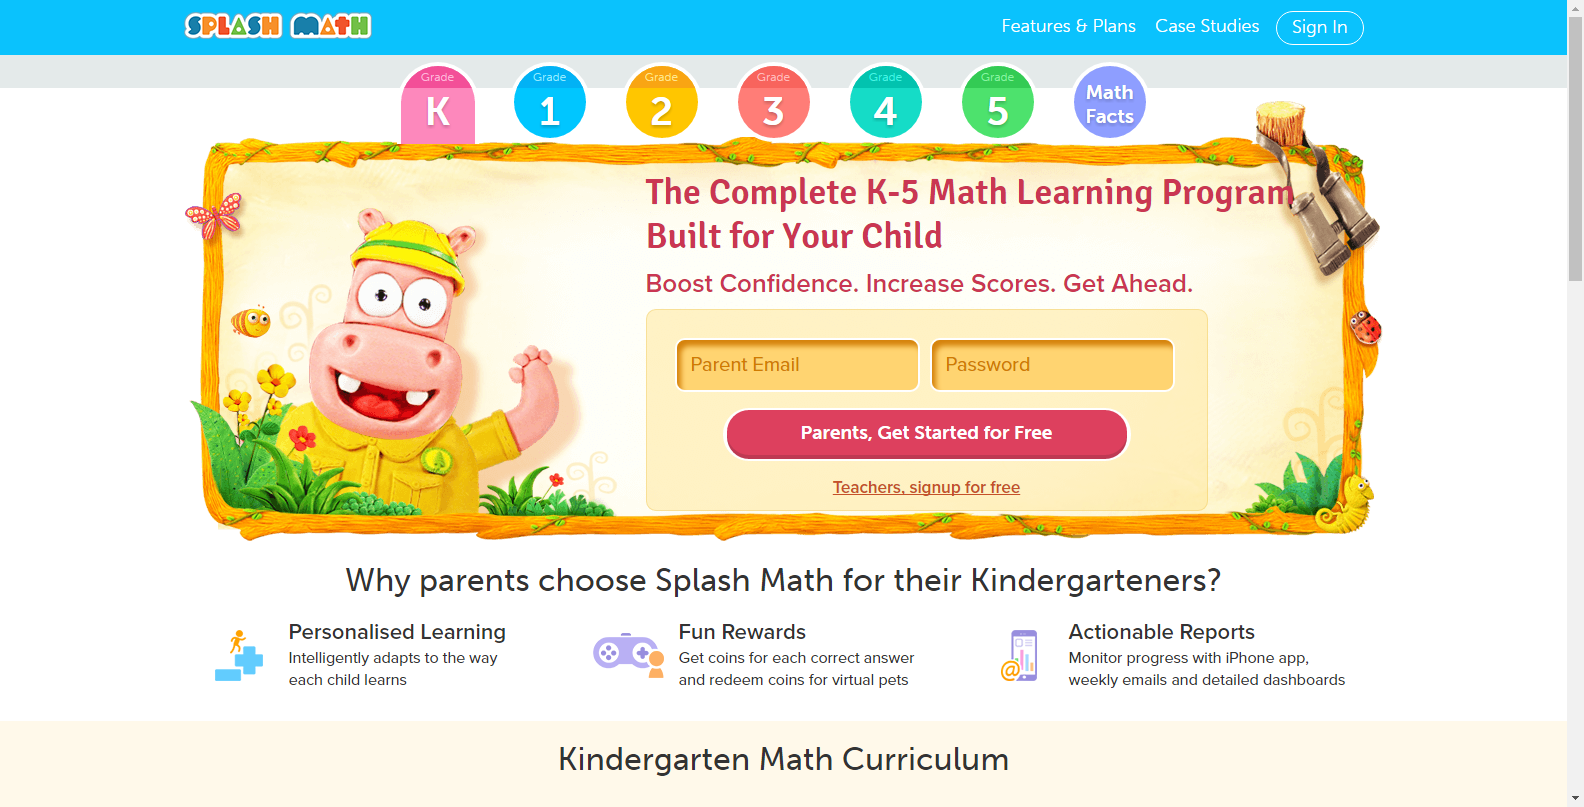 SPLASH MATH
Features & Plans
Case Studies
Sign In
Grade
K
Grade
1
Grade
2
Grade
3
Grade
4
Grade
5
Math
Facts
The Complete K-5 Math Learning Program
Built for Your Child
Boost Confidence. Increase Scores. Get Ahead.
Parent Email
Password
Parents, Get Started for Free
Teachers, signup for free
Why parents choose Splash Math for their Kindergarteners?
Personalised Learning
Intelligently adapts to the way
each child learns
Fun Rewards
Get coins for each correct answer
and redeem coins for virtual pets
@
Actionable Reports
Monitor progress with iPhone app,
weekly emails and detailed dashboards
Kindergarten Math Curriculum